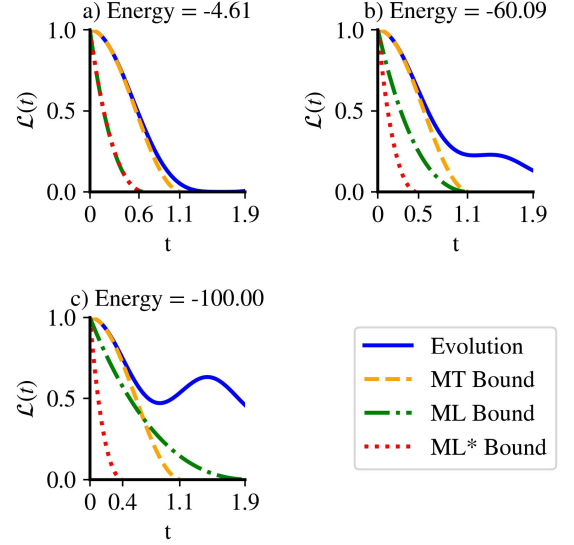 a) Energy = -4.61
1.0
0.5
0.0
ℒ(t)
0 0.6 1.1 1.9
t
b) Energy = -60.09
1.0
0.5
0.0
ℒ(t)
0 0.5 1.1 1.9
t
c) Energy = -100.00
1.0
0.5
0.0
ℒ(t)
0 0.4 1.1 1.9
t
Evolution
MT Bound
ML Bound
ML* Bound